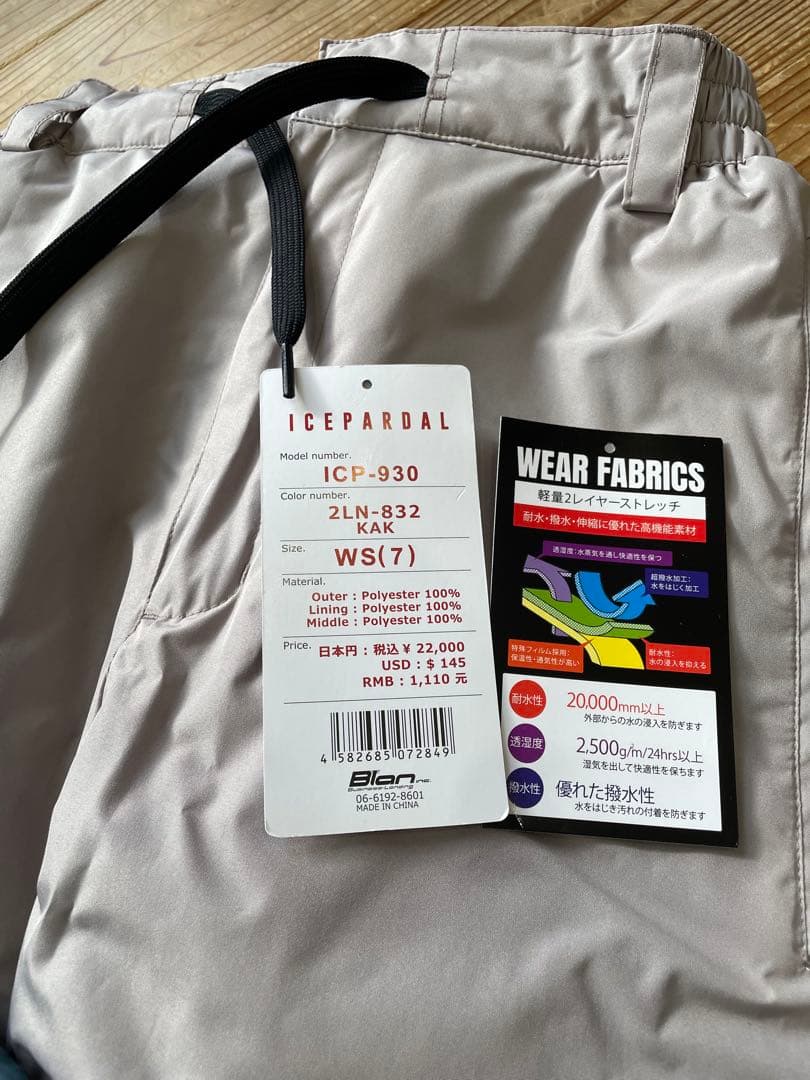 ICEPARDAL
Model number.
ICP-930
Color number.
2LN-832
KAK
Size.
WS(7)
Material.
Outer : Polyester 100%
Lining : Polyester 100%
Middle : Polyester 100%
Price.
日本円 : 税込 ¥ 22,000
USD : $ 145
RMB : 1,110 元
4 582685 072849
Blan inc.
Business-Landing
06-6192-8601
MADE IN CHINA
WEAR FABRICS
軽量2レイヤーストレッチ
耐水・撥水・伸縮に優れた高機能素材
透湿度:水蒸気を通し快適性を保つ
超撥水加工:
水をはじく加工
特殊フィルム採用:
保温性・通気性が高い
耐水性:
水の浸入を抑える
耐水性
20,000mm以上
外部からの水の浸入を防ぎます
透湿度
2,500g/m/24hrs以上
湿気を出して快適性を保ちます
撥水性
優れた撥水性
水をはじき汚れの付着を防ぎます